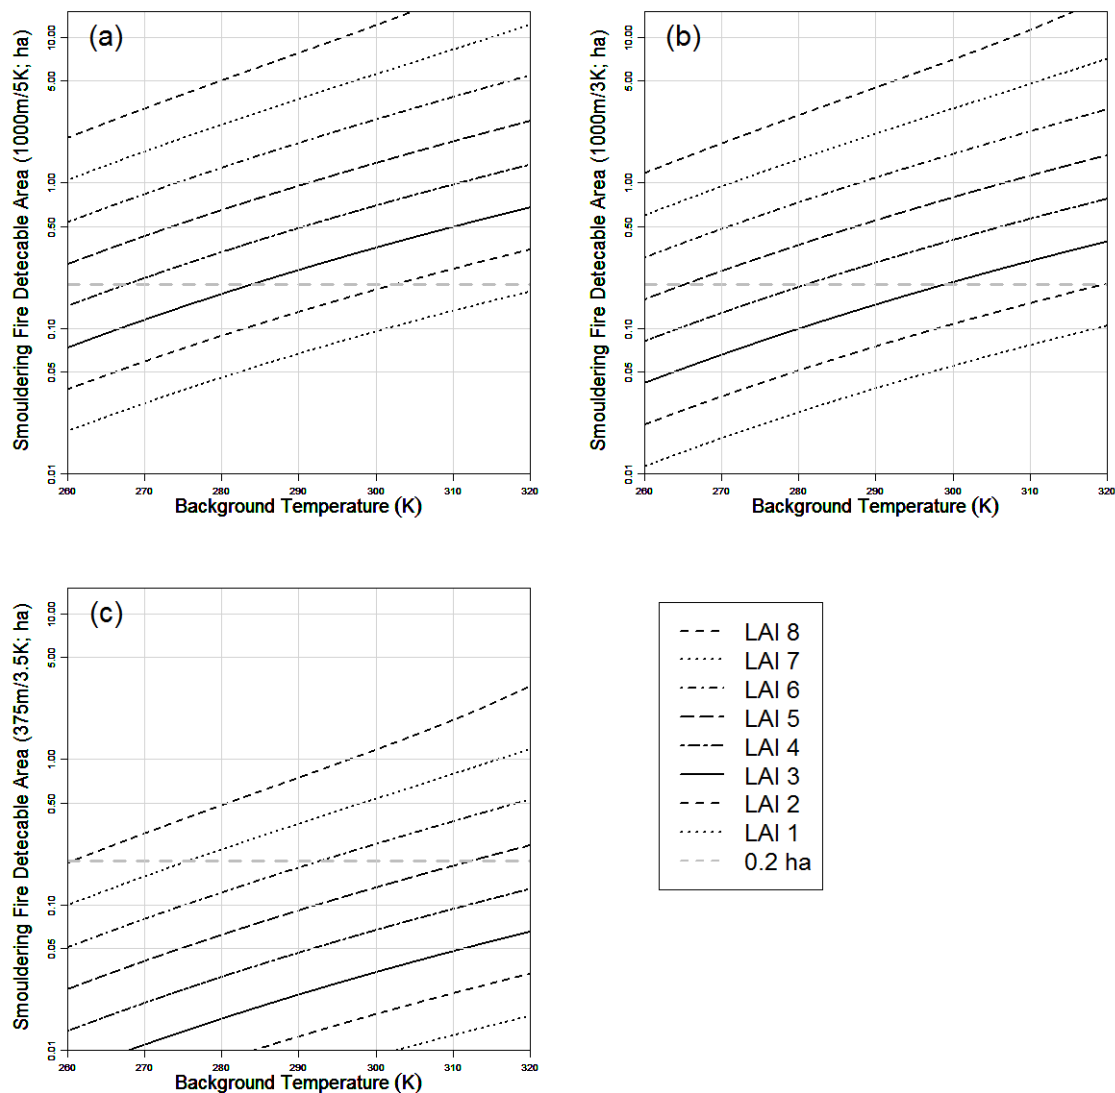 (a)
Smouldering Fire Detecable Area (1000m/5K; ha)
10.00
5.00
1.00
0.50
0.10
0.05
0.01
260 270 280 290 300 310 320
Background Temperature (K)
(b)
Smouldering Fire Detecable Area (1000m/3K; ha)
10.00
5.00
1.00
0.50
0.10
0.05
0.01
260 270 280 290 300 310 320
Background Temperature (K)
(c)
Smouldering Fire Detecable Area (375m/3.5K; ha)
10.00
5.00
1.00
0.50
0.10
0.05
0.01
260 270 280 290 300 310 320
Background Temperature (K)
LAI 8
LAI 7
LAI 6
LAI 5
LAI 4
LAI 3
LAI 2
LAI 1
0.2 ha